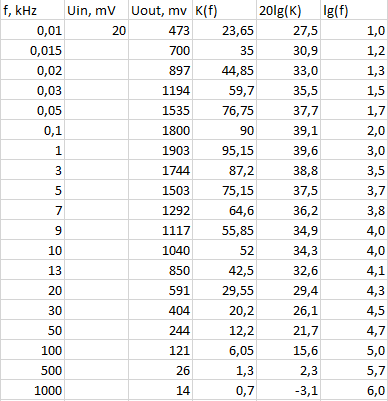 f, kHz Uin, mV Uout, mv K(f) 20lg(K) lg(f)
0,01 20 473 23,65 27,5 1,0
0,015 700 35 30,9 1,2
0,02 897 44,85 33,0 1,3
0,03 1194 59,7 35,5 1,5
0,05 1535 76,75 37,7 1,7
0,1 1800 90 39,1 2,0
1 1903 95,15 39,6 3,0
3 1744 87,2 38,8 3,5
5 1503 75,15 37,5 3,7
7 1292 64,6 36,2 3,8
9 1117 55,85 34,9 4,0
10 1040 52 34,3 4,0
13 850 42,5 32,6 4,1
20 591 29,55 29,4 4,3
30 404 20,2 26,1 4,5
50 244 12,2 21,7 4,7
100 121 6,05 15,6 5,0
500 26 1,3 2,3 5,7
1000 14 0,7 -3,1 6,0